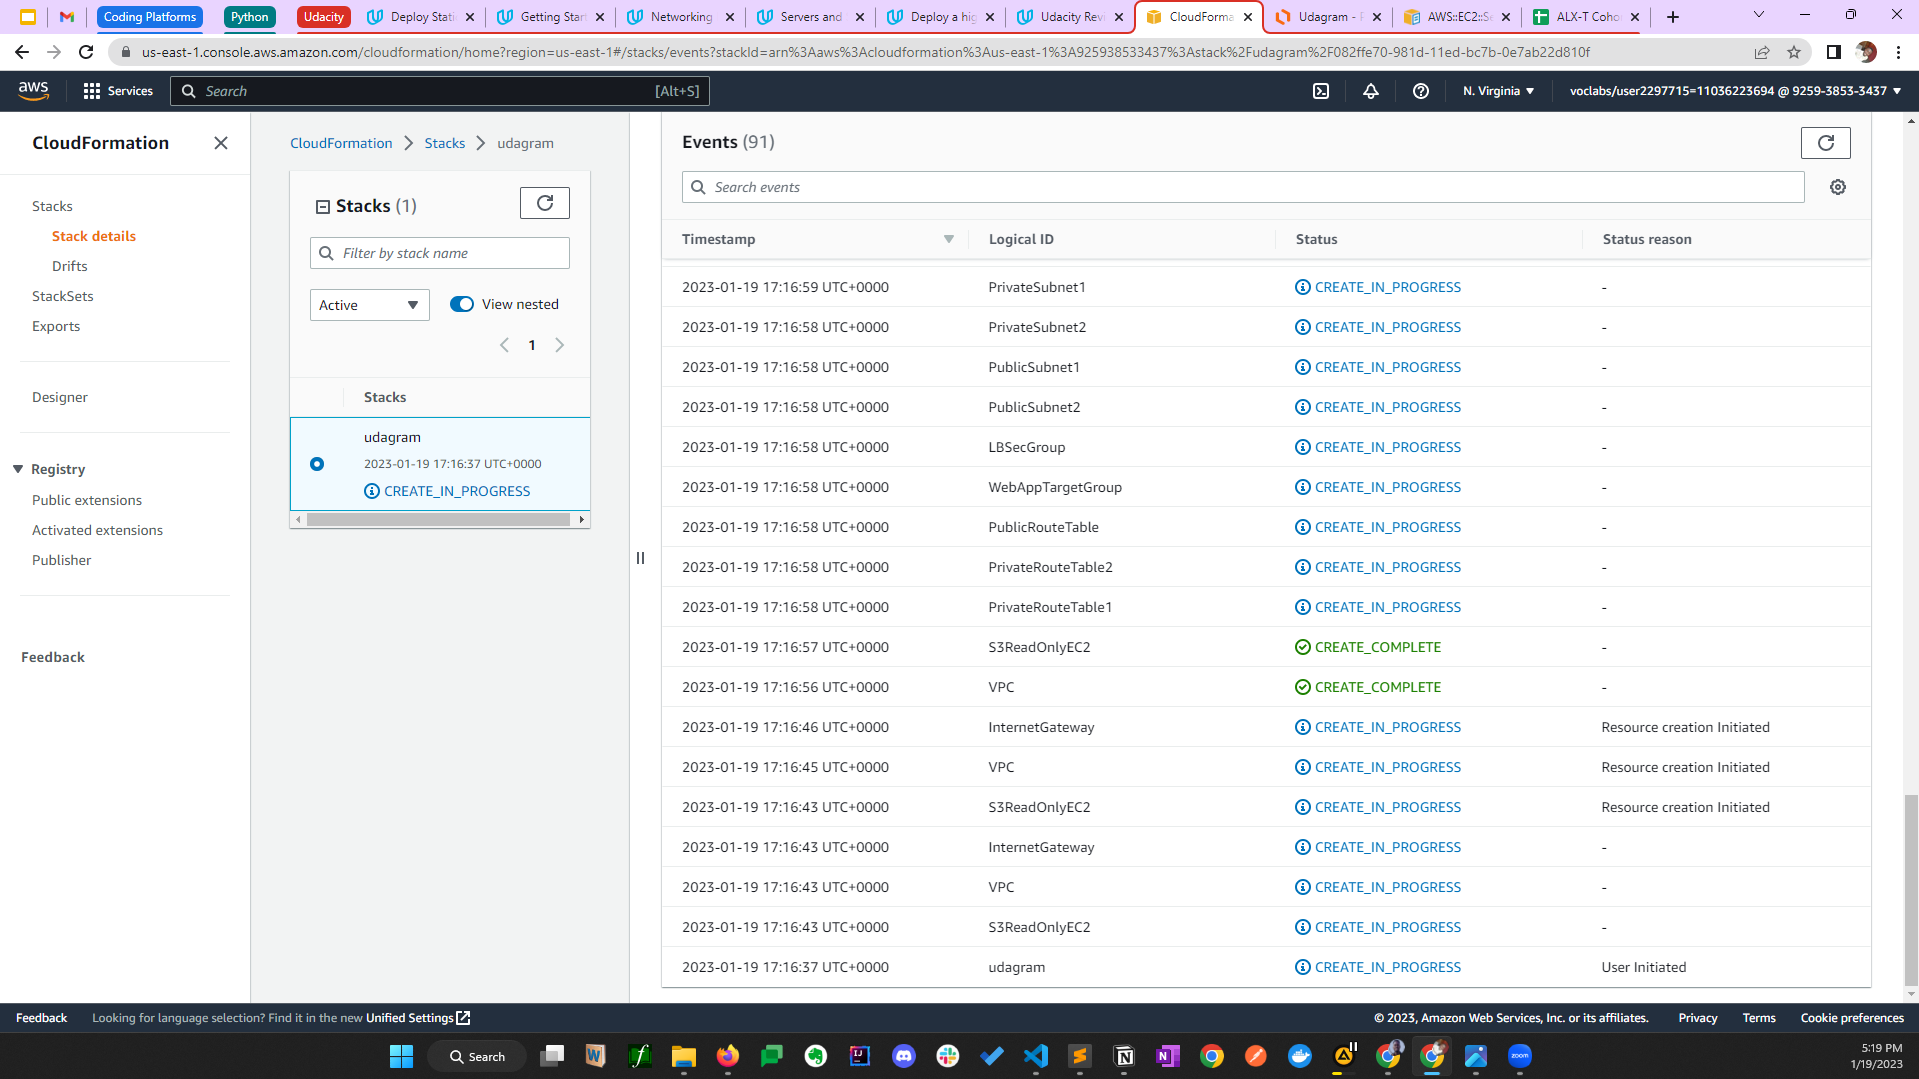 Coding Platforms
Python
Udacity
Deploy Stati
Getting Star
Networking
Servers and
Deploy a hig
Udacity Rev
CloudForma
Udagram -
AWS::EC2::Se
ALX-T Coho
us-east-1.console.aws.amazon.com/cloudformation/home?region=us-east-1#/stacks/events?stackId=arn%3Aaws%3Acloudformation%3Aus-east-1%3A925938533437%3Astack%2Fudagram%2F082ffe70-981d-11ed-bc7b-0e7ab22d810f
aws
Services
Search
[Alt+S]
N. Virginia
voclabs/user2297715=11036223694 @ 9259-3853-3437
CloudFormation
Stacks
Stack details
Drifts
StackSets
Exports
Designer
Registry
Public extensions
Activated extensions
Publisher
Feedback
CloudFormation
Stacks
udagram
Stacks (1)
Filter by stack name
Active
View nested
1
Stacks
udagram
2023-01-19 17:16:37 UTC+0000
CREATE_IN_PROGRESS
Events (91)
Search events
Timestamp Logical ID Status Status reason
2023-01-19 17:16:59 UTC+0000 PrivateSubnet1 CREATE_IN_PROGRESS -
2023-01-19 17:16:58 UTC+0000 PrivateSubnet2 CREATE_IN_PROGRESS -
2023-01-19 17:16:58 UTC+0000 PublicSubnet1 CREATE_IN_PROGRESS -
2023-01-19 17:16:58 UTC+0000 PublicSubnet2 CREATE_IN_PROGRESS -
2023-01-19 17:16:58 UTC+0000 LBSecGroup CREATE_IN_PROGRESS -
2023-01-19 17:16:58 UTC+0000 WebAppTargetGroup CREATE_IN_PROGRESS -
2023-01-19 17:16:58 UTC+0000 PublicRouteTable CREATE_IN_PROGRESS -
2023-01-19 17:16:58 UTC+0000 PrivateRouteTable2 CREATE_IN_PROGRESS -
2023-01-19 17:16:58 UTC+0000 PrivateRouteTable1 CREATE_IN_PROGRESS -
2023-01-19 17:16:57 UTC+0000 S3ReadOnlyEC2 CREATE_COMPLETE -
2023-01-19 17:16:56 UTC+0000 VPC CREATE_COMPLETE -
2023-01-19 17:16:46 UTC+0000 InternetGateway CREATE_IN_PROGRESS Resource creation Initiated
2023-01-19 17:16:45 UTC+0000 VPC CREATE_IN_PROGRESS Resource creation Initiated
2023-01-19 17:16:43 UTC+0000 S3ReadOnlyEC2 CREATE_IN_PROGRESS Resource creation Initiated
2023-01-19 17:16:43 UTC+0000 InternetGateway CREATE_IN_PROGRESS -
2023-01-19 17:16:43 UTC+0000 VPC CREATE_IN_PROGRESS -
2023-01-19 17:16:43 UTC+0000 S3ReadOnlyEC2 CREATE_IN_PROGRESS -
2023-01-19 17:16:37 UTC+0000 udagram CREATE_IN_PROGRESS User Initiated
Feedback
Looking for language selection? Find it in the new Unified Settings
© 2023, Amazon Web Services, Inc. or its affiliates.
Privacy
Terms
Cookie preferences
Search
zoom
5:19 PM
1/19/2023